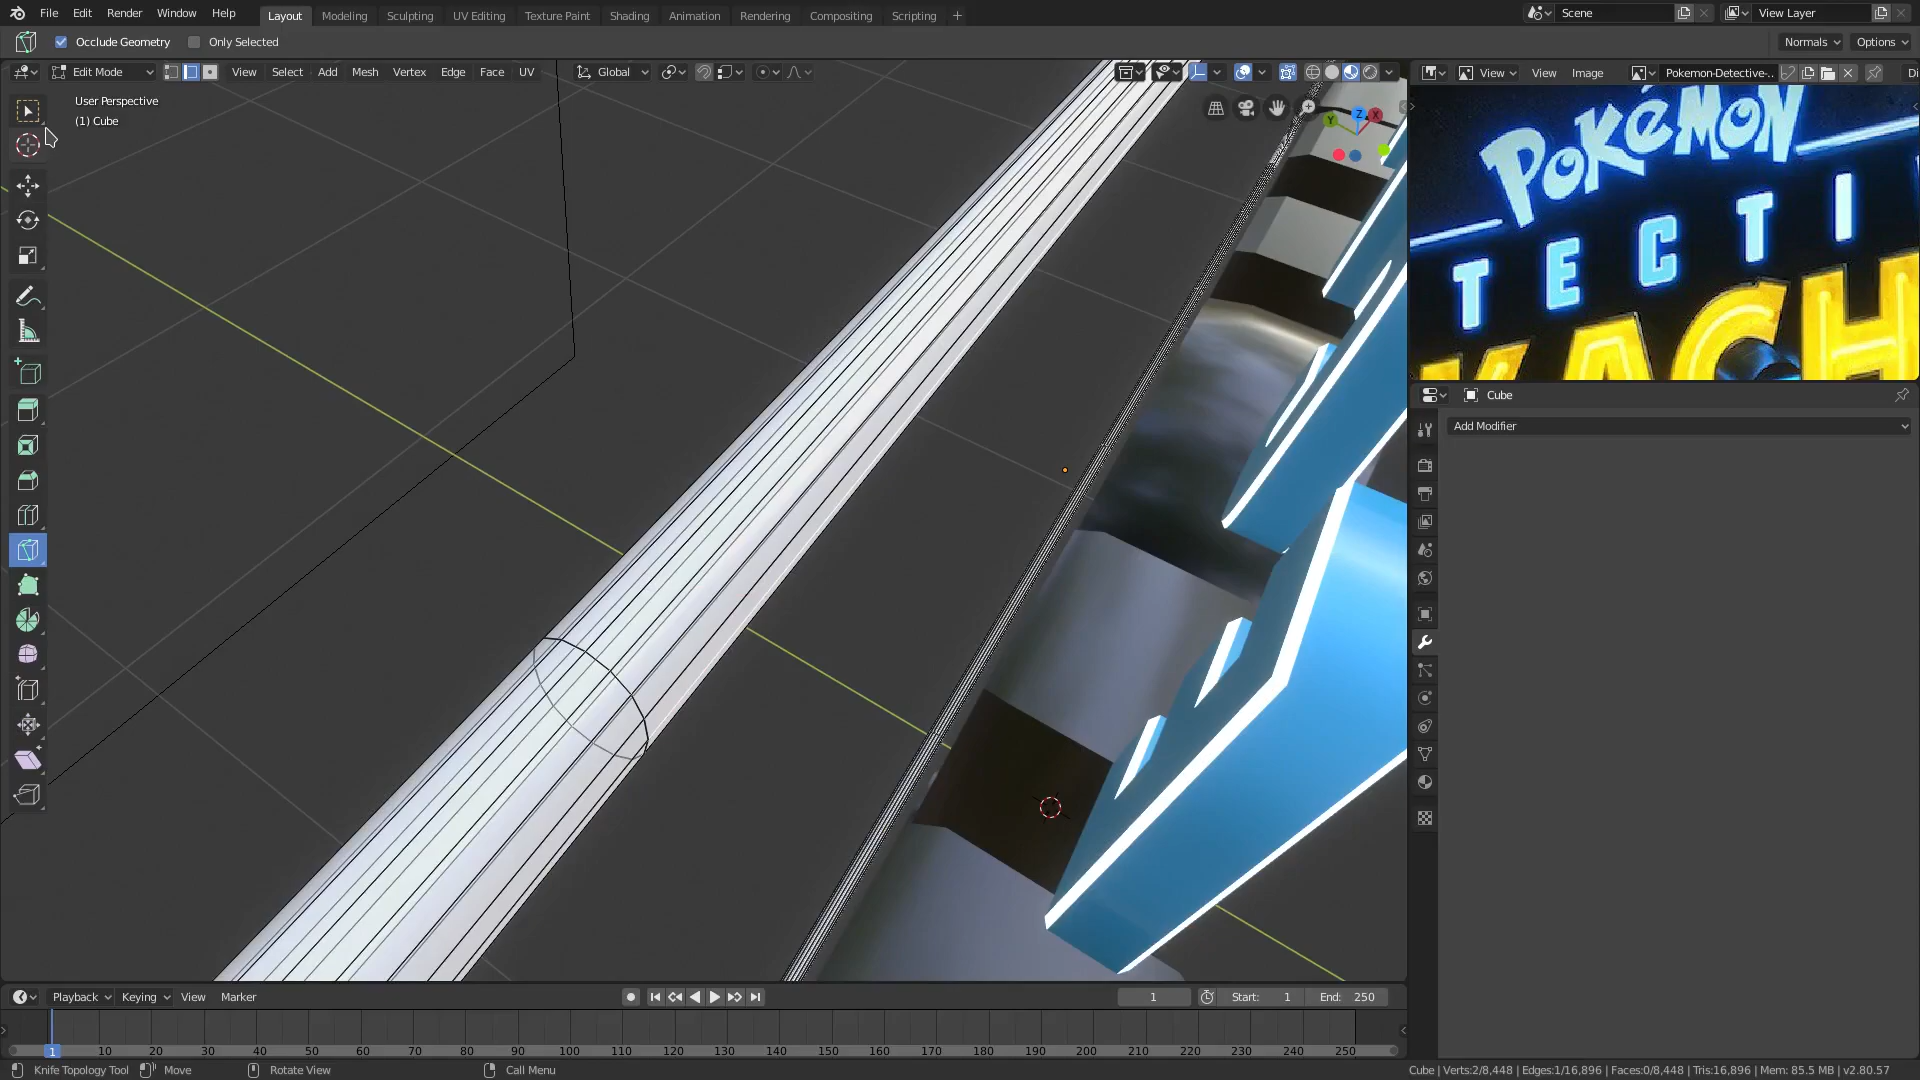 File Edit Render Window Help Layout Modeling Sculpting UV Editing Texture Paint Shading Animation Rendering Compositing Scripting + Scene View Layer
Occlude Geometry Only Selected Normals Options
Edit Mode View Select Add Mesh Vertex Edge Face UV Global View View Image Pokemon-Detective-.. Di
User Perspective
(1) Cube
POKÉMON
TECTI
KACH
Cube
Add Modifier
Playback Keying View Marker 1 Start: 1 End: 250
1 10 20 30 40 50 60 70 80 90 100 110 120 130 140 150 160 170 180 190 200 210 220 230 240 250
Knife Topology Tool Move Rotate View Call Menu Cube | Verts:2/8,448 | Edges:1/16,896 | Faces:0/8,448 | Tris:16,896 | Mem: 85.5 MB | v2.80.57